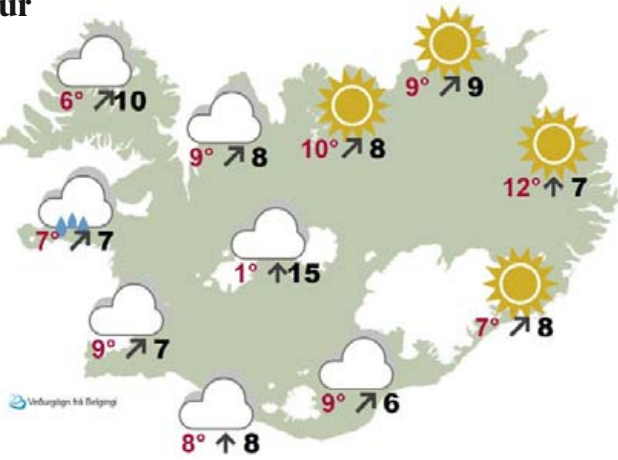 ur
9° ↗ 9
6° ↗ 10
10° ↗ 8
9° ↗ 8
12° ↑ 7
7° ↗ 7
1° ↑ 15
7° ↗ 8
9° ↗ 7
9° ↗ 6
Veðurgögn frá Belgingi
8° ↑ 8